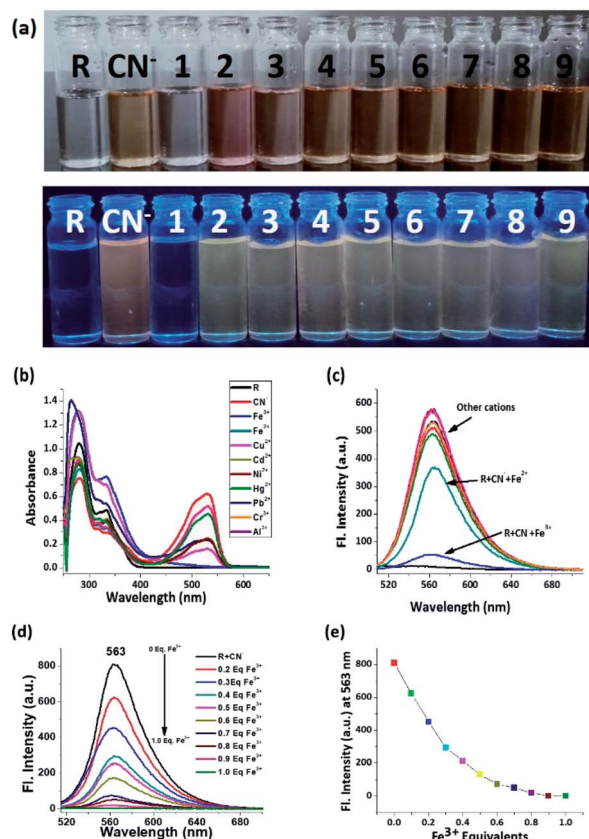 (a)
R CN⁻ 1 2 3 4 5 6 7 8 9
R CN⁻ 1 2 3 4 5 6 7 8 9
(b)
Absorbance
1.4
1.2
1.0
0.8
0.6
0.4
0.2
0.0
300 400 500 600
Wavelength (nm)
R
CN⁻
Fe³⁺
Fe²⁺
Cu²⁺
Cd²⁺
Ni²⁺
Hg²⁺
Pb²⁺
Cr³⁺
Al³⁺
(c)
Fl. Intensity (a.u.)
600
500
400
300
200
100
0
520 560 600 640 680
Wavelength (nm)
Other cations
R+CN⁻+Fe²⁺
R+CN⁻+Fe³⁺
(d)
563
Fl. Intensity (a.u.)
800
600
400
200
0
520 560 600 640 680
Wavelength (nm)
0 Eq. Fe³⁺
1.0 Eq. Fe³⁺
R+CN⁻
0.2 Eq Fe³⁺
0.3Eq Fe³⁺
0.4 Eq Fe³⁺
0.5 Eq Fe³⁺
0.6 Eq Fe³⁺
0.7 Eq Fe³⁺
0.8 Eq Fe³⁺
0.9 Eq Fe³⁺
1.0 Eq Fe³⁺
(e)
Fl. Intensity (a.u.) at 563 nm
800
600
400
200
0
0.0 0.2 0.4 0.6 0.8 1.0
Fe³⁺ Equivalents